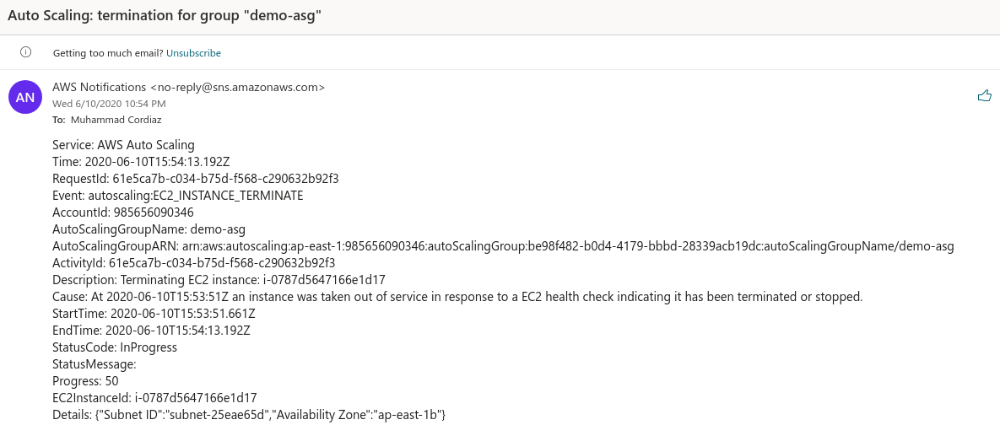 Auto Scaling: termination for group "demo-asg"
Getting too much email? Unsubscribe
AN
AWS Notifications <no-reply@sns.amazonaws.com>
Wed 6/10/2020 10:54 PM
To: Muhammad Cordiaz
Service: AWS Auto Scaling
Time: 2020-06-10T15:54:13.192Z
RequestId: 61e5ca7b-c034-b75d-f568-c290632b92f3
Event: autoscaling:EC2_INSTANCE_TERMINATE
AccountId: 985656090346
AutoScalingGroupName: demo-asg
AutoScalingGroupARN: arn:aws:autoscaling:ap-east-1:985656090346:autoScalingGroup:be98f482-b0d4-4179-bbbd-28339acb19dc:autoScalingGroupName/demo-asg
ActivityId: 61e5ca7b-c034-b75d-f568-c290632b92f3
Description: Terminating EC2 instance: i-0787d5647166e1d17
Cause: At 2020-06-10T15:53:51Z an instance was taken out of service in response to a EC2 health check indicating it has been terminated or stopped.
StartTime: 2020-06-10T15:53:51.661Z
EndTime: 2020-06-10T15:54:13.192Z
StatusCode: InProgress
StatusMessage:
Progress: 50
EC2InstanceId: i-0787d5647166e1d17
Details: {"Subnet ID":"subnet-25eae65d","Availability Zone":"ap-east-1b"}